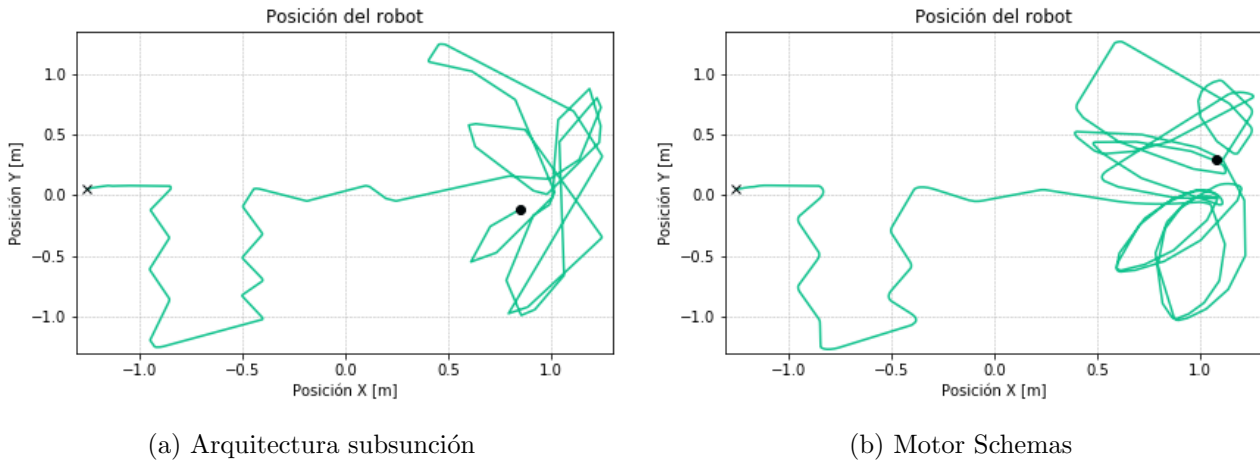 Posición del robot
1.0
0.5
0.0
−0.5
−1.0
Posición Y [m]
−1.0
−0.5
0.0
0.5
1.0
Posición X [m]
(a) Arquitectura subsunción
Posición del robot
1.0
0.5
0.0
−0.5
−1.0
Posición Y [m]
−1.0
−0.5
0.0
0.5
1.0
Posición X [m]
(b) Motor Schemas